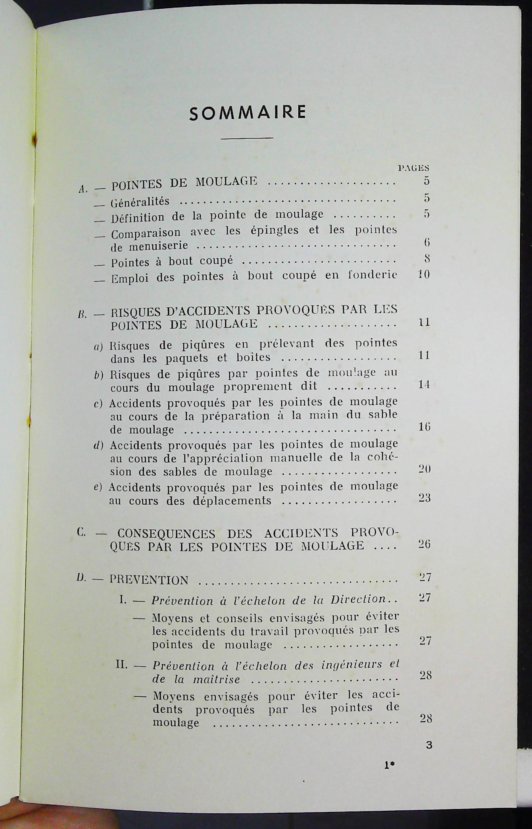 SOMMAIRE
PAGES
A. — POINTES DE MOULAGE .................... 5
— Généralités .................................. 5
— Définition de la pointe de moulage .......... 5
— Comparaison avec les épingles et les pointes
de menuiserie ................................ 6
— Pointes à bout coupé ........................ 8
— Emploi des pointes à bout coupé en fonderie 10
B. — RISQUES D'ACCIDENTS PROVOQUES PAR LES
POINTES DE MOULAGE .................... 11
a) Risques de piqûres en prélevant des pointes
dans les paquets et boîtes .................. 11
b) Risques de piqûres par pointes de moulage au
cours du moulage proprement dit ........... 14
c) Accidents provoqués par les pointes de moulage
au cours de la préparation à la main du sable
de moulage .................................. 16
d) Accidents provoqués par les pointes de moulage
au cours de l'appréciation manuelle de la cohé-
sion des sables de moulage .................. 20
e) Accidents provoqués par les pointes de moulage
au cours des déplacements .................. 23
C. — CONSEQUENCES DES ACCIDENTS PROVO-
QUES PAR LES POINTES DE MOULAGE .... 26
D. — PREVENTION .............................. 27
I. — Prévention à l'échelon de la Direction.. 27
— Moyens et conseils envisagés pour éviter
les accidents du travail provoqués par les
pointes de moulage .................. 27
II. — Prévention à l'échelon des ingénieurs et
de la maîtrise ....................... 28
— Moyens envisagés pour éviter les acci-
dents provoqués par les pointes de
moulage ............................ 28
3
1*